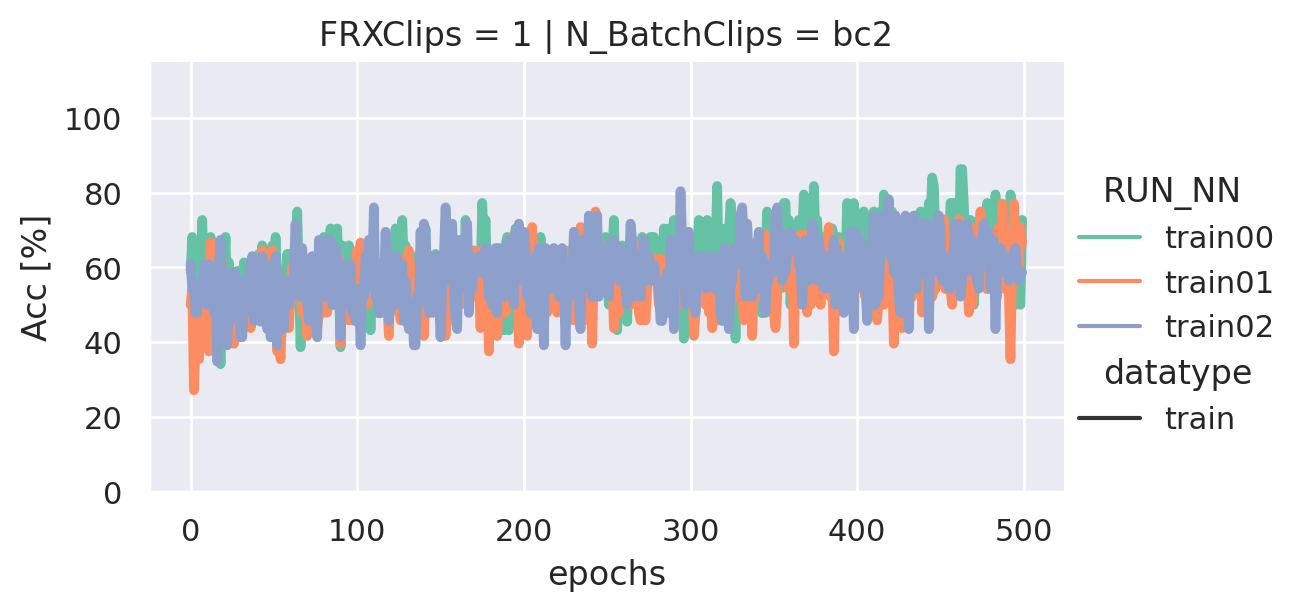 FRXClips = 1 | N_BatchClips = bc2
Acc [%]
100
80
60
40
20
0
0 100 200 300 400 500
epochs
RUN_NN
train00
train01
train02
datatype
train